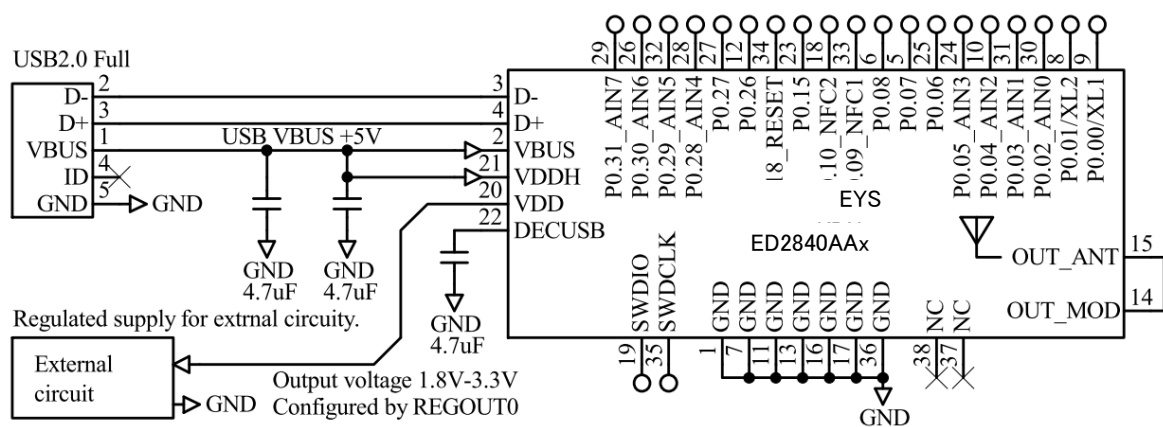 USB2.0 Full
D-
2
D+
3
VBUS
1
ID
4
GND
5
GND
USB VBUS +5V
GND
4.7uF
GND
4.7uF
GND
4.7uF
3
D-
4
D+
2
VBUS
21
VDDH
20
VDD
22
DECUSB
29
P0.31_AIN7
26
P0.30_AIN6
32
P0.29_AIN5
28
P0.28_AIN4
27
P0.27
12
P0.26
34
18_RESET
23
P0.15
18
.10_NFC2
33
.09_NFC1
6
P0.08
5
P0.07
25
P0.06
24
P0.05_AIN3
10
P0.04_AIN2
31
P0.03_AIN1
30
P0.02_AIN0
8
P0.01/XL2
9
P0.00/XL1
EYS
ED2840AAx
OUT_ANT
15
OUT_MOD
14
SWDIO
19
SWDCLK
35
GND
1
GND
7
GND
11
GND
13
GND
16
GND
17
GND
36
NC
38
NC
37
GND
Regulated supply for extrnal circuity.
External
circuit
GND
Output voltage 1.8V-3.3V
Configured by REGOUT0